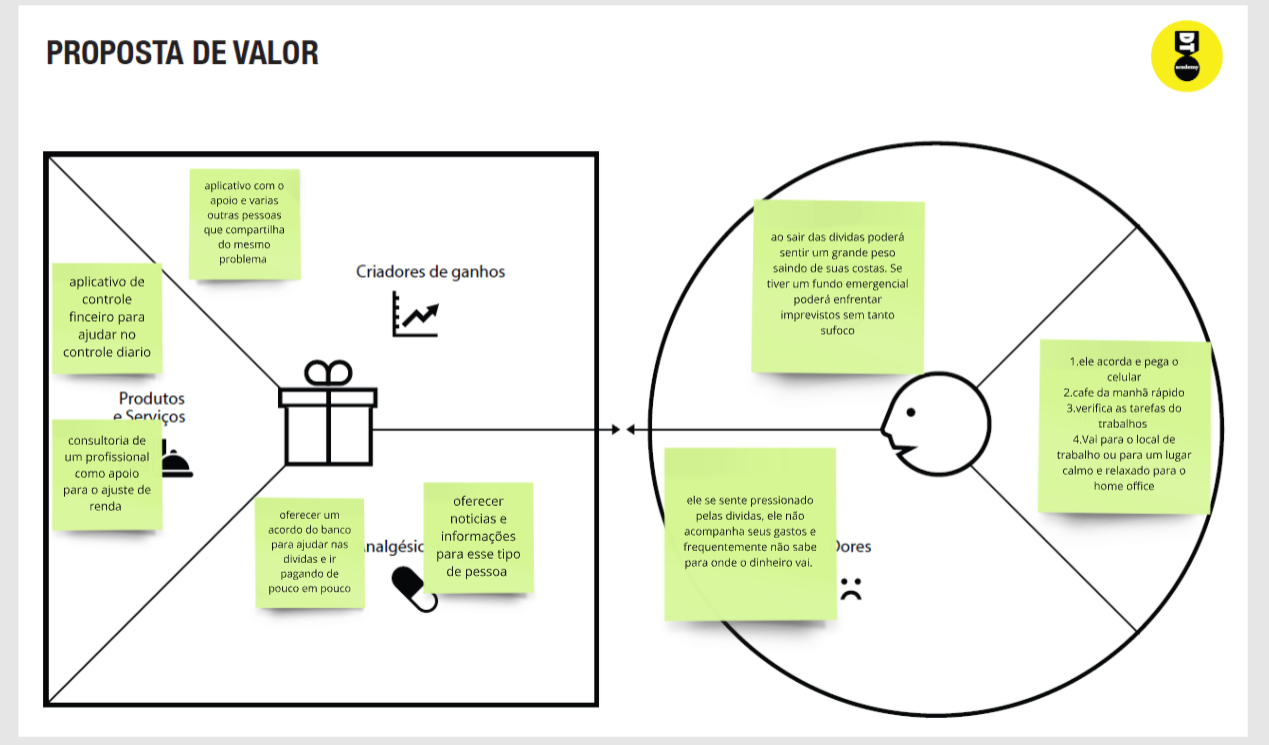 PROPOSTA DE VALOR
DT
academy
aplicativo com o
apoio e varias
outras pessoas
que compartilha
do mesmo
problema
Criadores de ganhos
aplicativo de
controle
finceiro para
ajudar no
controle diario
Produtos
e Serviços
consultoria de
um profissional
como apoio
para o ajuste de
renda
oferecer um
acordo do banco
para ajudar nas
dividas e ir
pagando de
pouco em pouco
nalgésic
oferecer
noticias e
informações
para esse tipo
de pessoa
ao sair das dividas poderá
sentir um grande peso
saindo de suas costas. Se
tiver um fundo emergencial
poderá enfrentar
imprevistos sem tanto
sufoco
ele se sente pressionado
pelas dividas, ele não
acompanha seus gastos e
frequentemente não sabe
para onde o dinheiro vai.
Dores
1.ele acorda e pega o
celular
2.cafe da manhã rápido
3.verifica as tarefas do
trabalhos
4.Vai para o local de
trabalho ou para um lugar
calmo e relaxado para o
home office